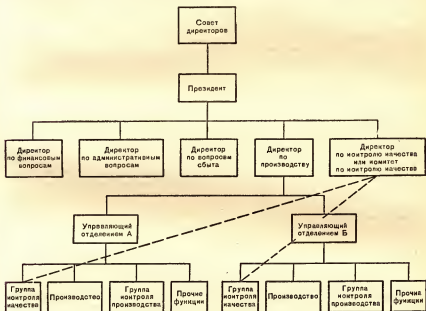 Совет
директоров
Президент
Директор
по финансовым
вопросам
Директор
по административным
вопросам
Директор
по вопросам
сбыта
Директор
по
производству
Директор
по контролю качества
или комитет
по контролю качества
Управляющий
отделением А
Управляющий
отделением Б
Группа
контроля
качества
Производство
Группа
контроля
производства
Прочие
функции
Группа
контроля
качества
Производство
Группа
контроля
производства
Прочие
функции